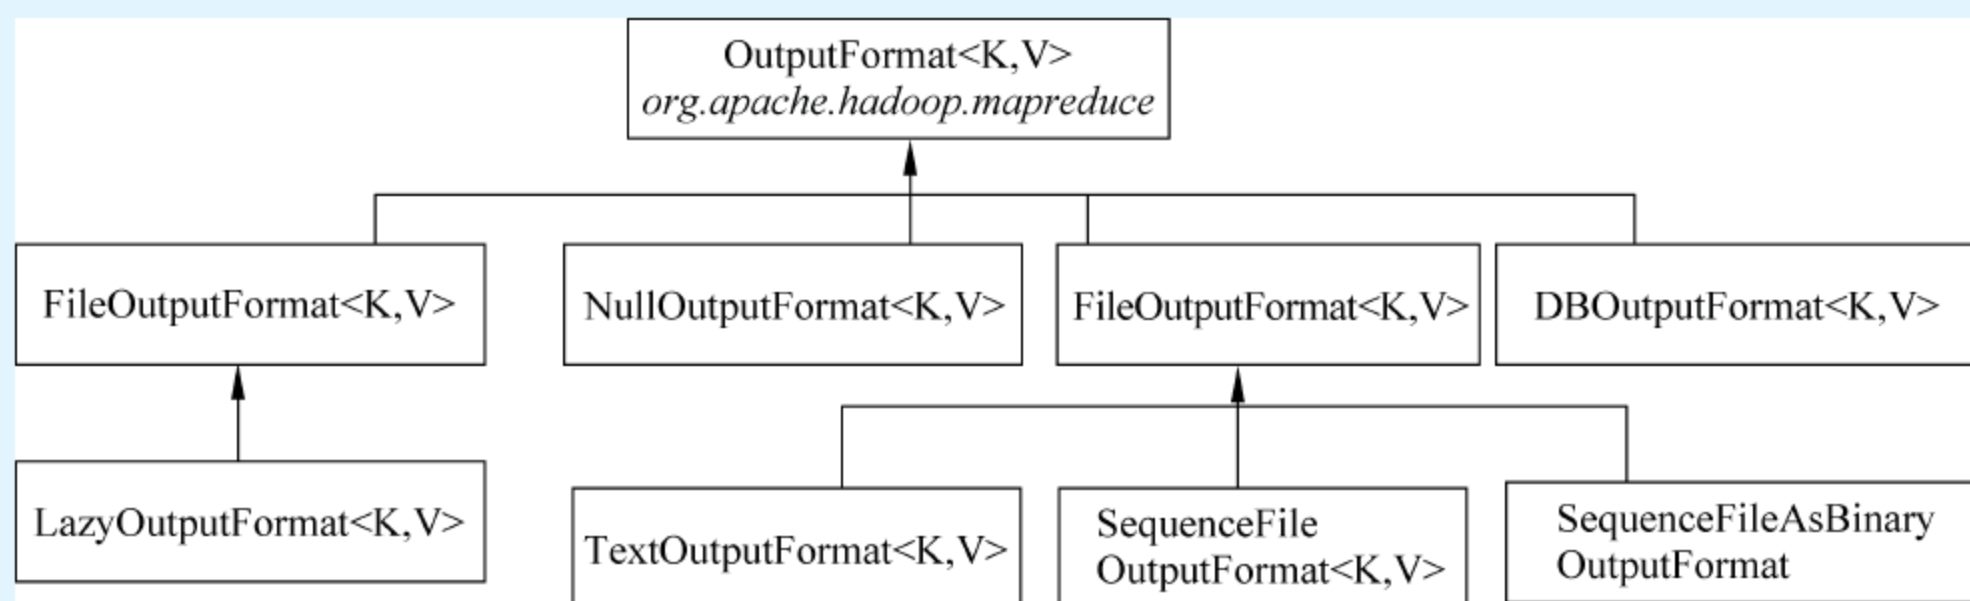 OutputFormat<K,V>
org.apache.hadoop.mapreduce
FileOutputFormat<K,V>
NullOutputFormat<K,V>
FileOutputFormat<K,V>
DBOutputFormat<K,V>
LazyOutputFormat<K,V>
TextOutputFormat<K,V>
SequenceFile
OutputFormat<K,V>
SequenceFileAsBinary
OutputFormat